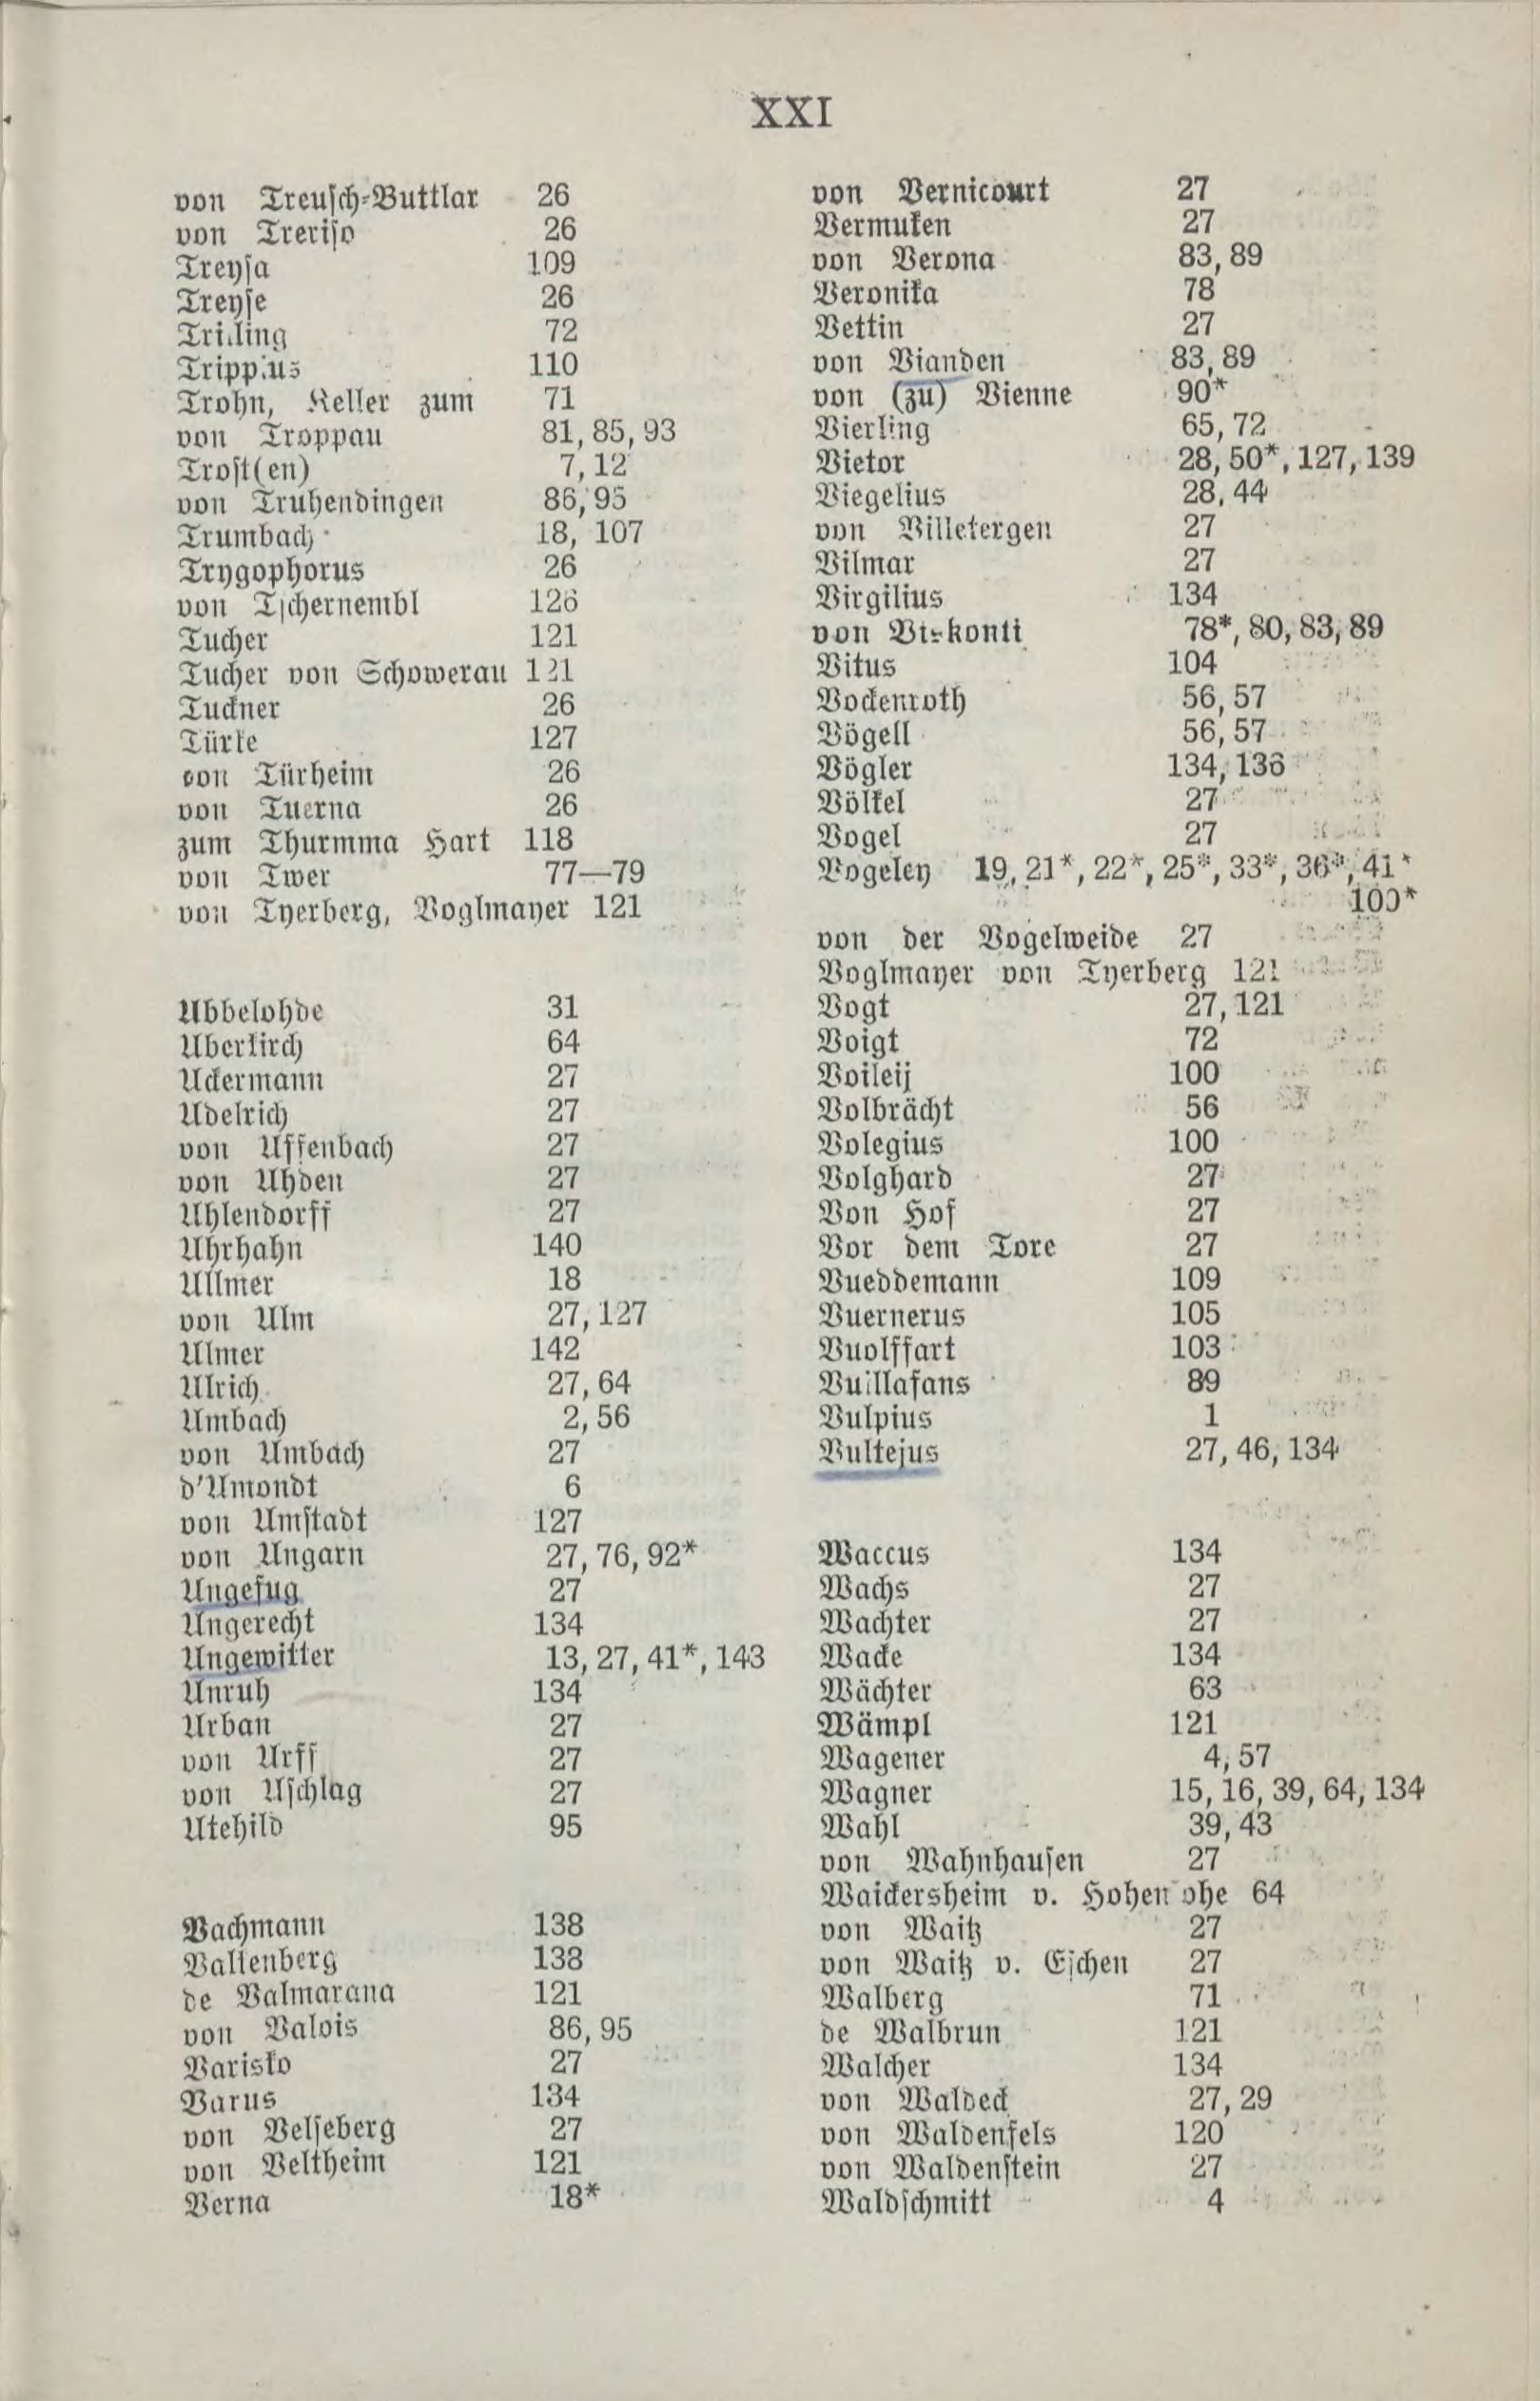 XXI
von Treusch-Buttlar 26
von Treriso 26
Treysa 109
Treyse 26
Trilling 72
Trippius 110
Trohn, Keller zum 71
von Troppau 81, 85, 93
Trost(en) 7, 12
von Truhendingen 86, 95
Trumbach 18, 107
Trygophorus 26
von Tschernembl 126
Tucher 121
Tucher von Schowerau 121
Tuckner 26
Türke 127
von Türheim 26
von Tuerna 26
zum Thurmma Hart 118
von Twer 77—79
von Tyerberg, Voglmayer 121
Ubbelohde 31
Uberkirch 64
Uckermann 27
Udelrich 27
von Uffenbach 27
von Uhden 27
Uhlendorff 27
Uhrhahn 140
Ullmer 18
von Ulm 27, 127
Ulmer 142
Ulrich 27, 64
Umbach 2, 56
von Umbach 27
d'Umondt 6
von Umstadt 127
von Ungarn 27, 76, 92*
Ungefug 27
Ungerecht 134
Ungewitter 13, 27, 41*, 143
Unruh 134
Urban 27
von Urff 27
von Uschlag 27
Utehild 95
Vachmann 138
Valtenberg 138
de Valmarana 121
von Valois 86, 95
Varisko 27
Varus 134
von Velseberg 27
von Veltheim 121
Verna 18*
von Vernicourt 27
Vermuken 27
von Verona 83, 89
Veronika 78
Vettin 27
von Vianden 83, 89
von (zu) Vienne 90*
Vierling 65, 72
Vietor 28, 50*, 127, 139
Viegelius 28, 44
von Villetergen 27
Vilmar 27
Virgilius 134
von Viskonti 78*, 80, 83, 89
Vitus 104
Vockenroth 56, 57
Vögell 56, 57
Vögler 134, 136
Völkel 27
Vogel 27
Vogeley 19, 21*, 22*, 25*, 33*, 36*, 41*
100*
von der Vogelweide 27
Voglmayer von Tyerberg 121
Vogt 27, 121
Voigt 72
Voileij 100
Volbrächt 56
Volegius 100
Volghard 27
Von Hof 27
Vor dem Tore 27
Vueddemann 109
Vuernerus 105
Vuolffart 103
Vuillafans 89
Vulpius 1
Vultejus 27, 46, 134
Waccus 134
Wachs 27
Wachter 27
Wacke 134
Wächter 63
Wämpl 121
Wagener 4, 57
Wagner 15, 16, 39, 64, 134
Wahl 39, 43
von Wahnhausen 27
Waickersheim v. Hohen ohe 64
von Waitz 27
von Waitz v. Eschen 27
Walberg 71
de Walbrun 121
Walcher 134
von Waldeck 27, 29
von Waldenfels 120
von Waldenstein 27
Waldschmitt 4